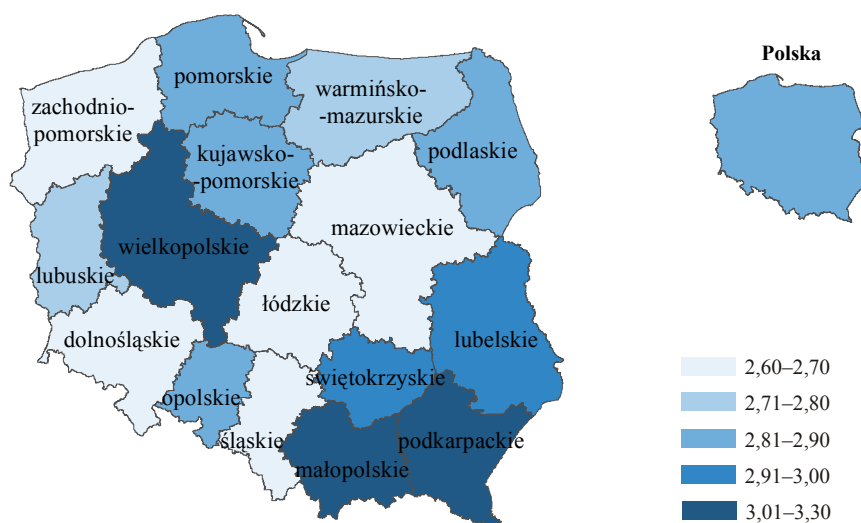 pomorskie
zachodnio-
-pomorskie
warmińsko-
-mazurskie
podlaskie
kujawsko-
-pomorskie
mazowieckie
wielkopolskie
lubuskie
łódzkie
dolnośląskie
lubelskie
świętokrzyskie
opolskie
śląskie
podkarpackie
małopolskie
Polska
2,60–2,70
2,71–2,80
2,81–2,90
2,91–3,00
3,01–3,30